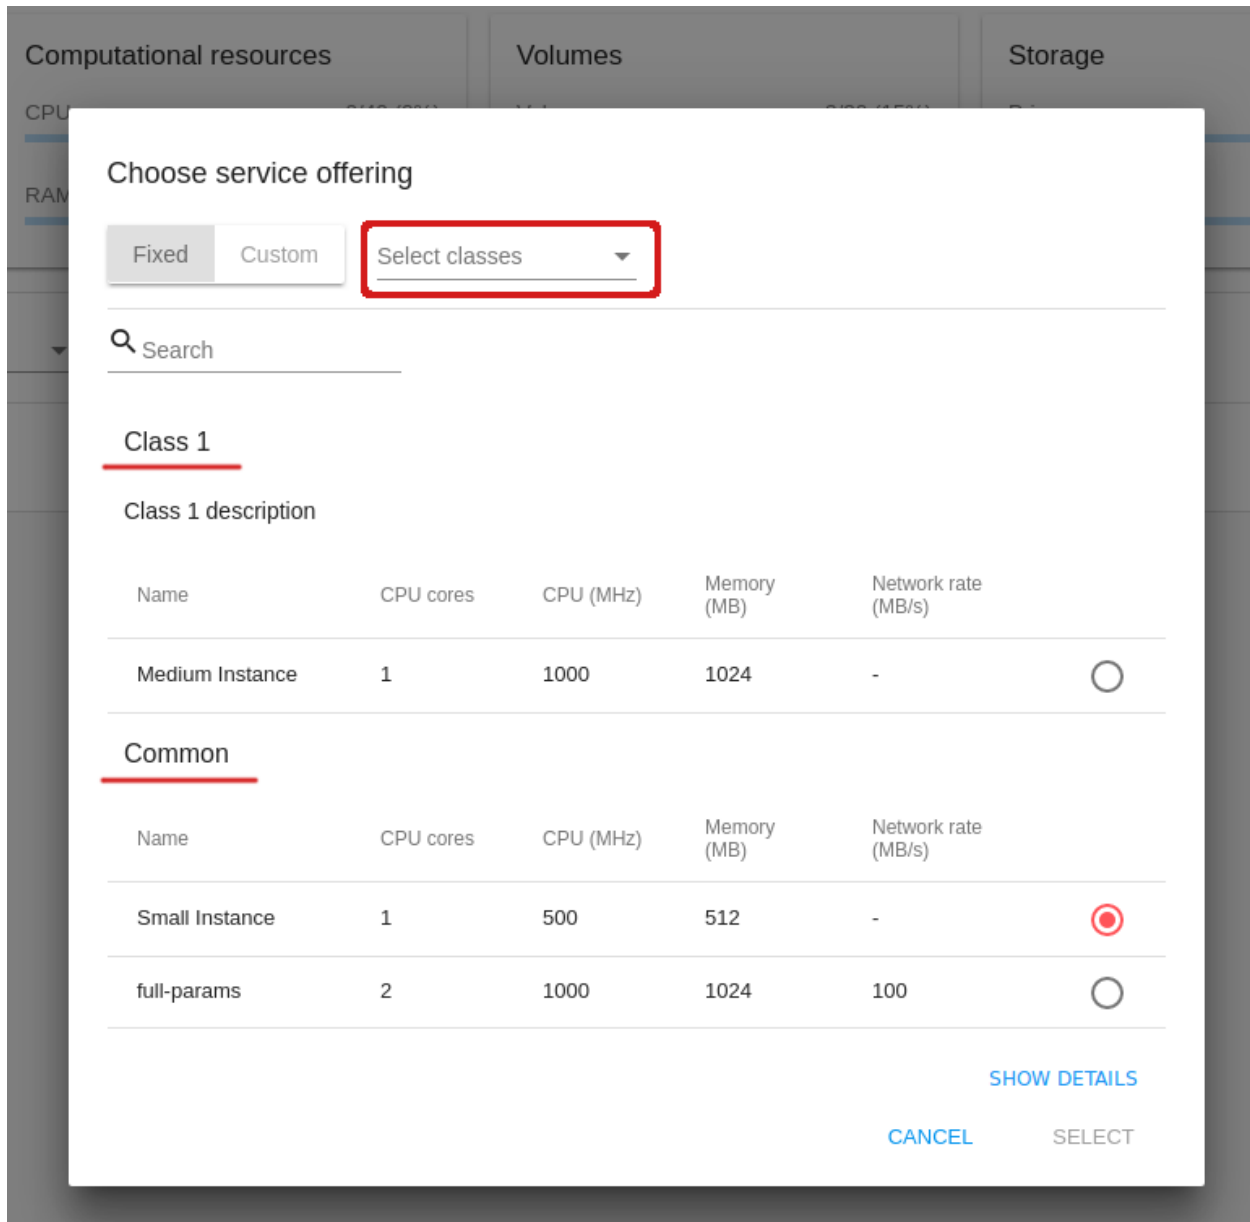 Computational resources
Volumes
Storage
CPU
RAM
Choose service offering
Fixed
Custom
Select classes
Search
Class 1
Class 1 description
Name CPU cores CPU (MHz) Memory (MB) Network rate (MB/s)
Medium Instance 1 1000 1024 -
Common
Name CPU cores CPU (MHz) Memory (MB) Network rate (MB/s)
Small Instance 1 500 512 -
full-params 2 1000 1024 100
SHOW DETAILS
CANCEL
SELECT